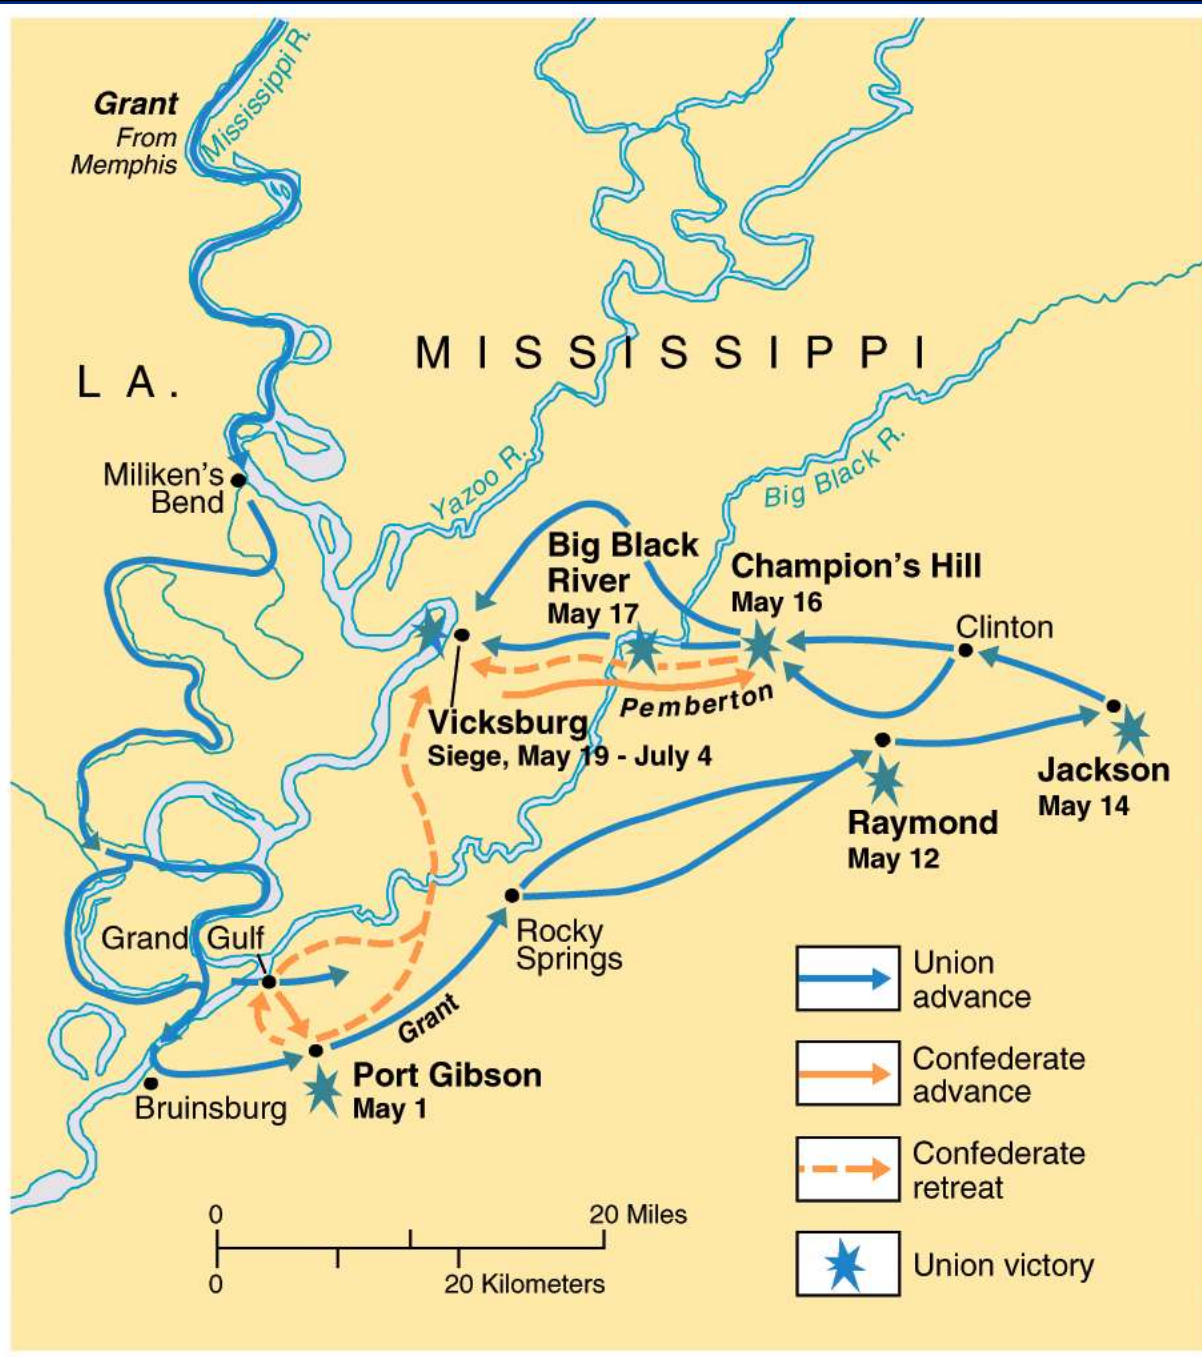 Grant
From
Memphis
Mississippi R.
MISSISSIPPI
LA.
Miliken's
Bend
Yazoo R.
Big Black R.
Big Black
River
May 17
Champion's Hill
May 16
Clinton
Pemberton
Vicksburg
Siege, May 19 - July 4
Jackson
May 14
Raymond
May 12
Rocky
Springs
Grand Gulf
Grant
Port Gibson
May 1
Bruinsburg
Union
advance
Confederate
advance
Confederate
retreat
Union victory
0 20 Miles
0 20 Kilometers